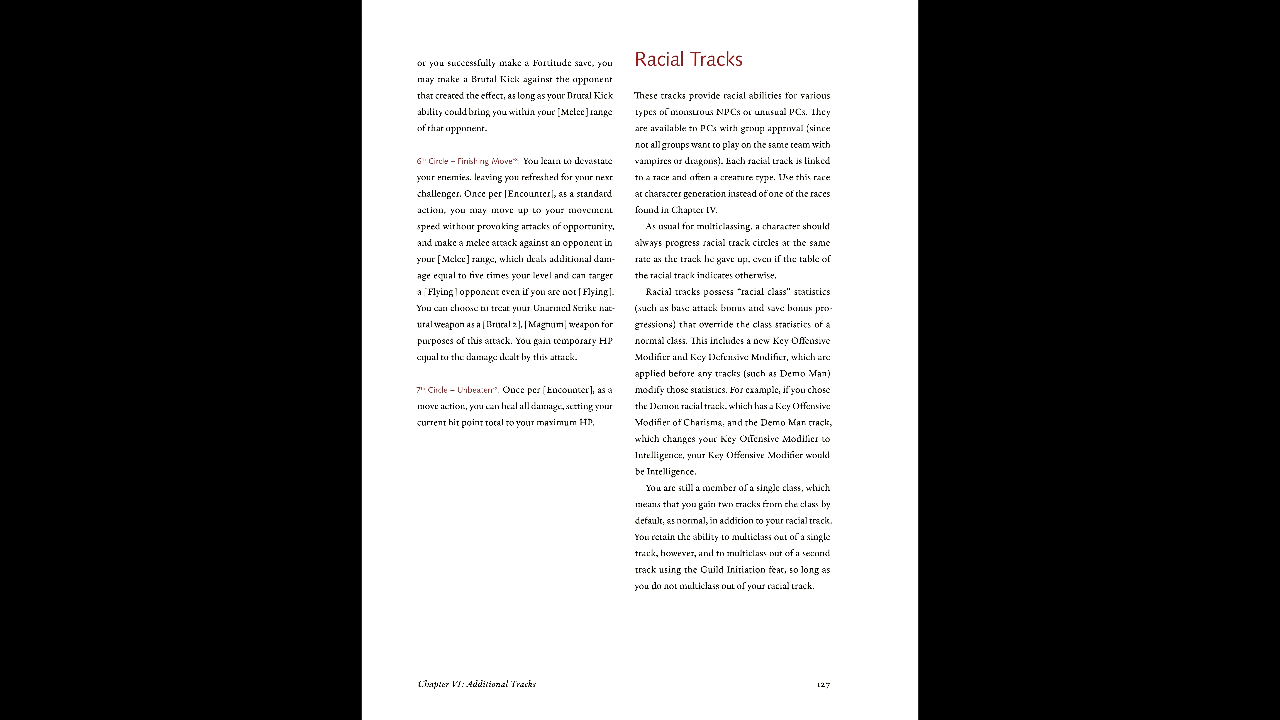 or you successfully make a Fortitude save, you
may make a Brutal Kick against the opponent
that created the effect, as long as your Brutal Kick
ability could bring you within your [Melee] range
of that opponent.
6th Circle – Finishing Moveex: You learn to devastate
your enemies, leaving you refreshed for your next
challenger. Once per [Encounter], as a standard
action, you may move up to your movement
speed without provoking attacks of opportunity,
and make a melee attack against an opponent in
your [Melee] range, which deals additional dam-
age equal to five times your level and can target
a [Flying] opponent even if you are not [Flying].
You can choose to treat your Unarmed Strike nat-
ural weapon as a [Brutal 2], [Magnum] weapon for
purposes of this attack. You gain temporary HP
equal to the damage dealt by this attack.
7th Circle – Unbeatenex: Once per [Encounter], as a
move action, you can heal all damage, setting your
current hit point total to your maximum HP.
Racial Tracks
These tracks provide racial abilities for various
types of monstrous NPCs or unusual PCs. They
are available to PCs with group approval (since
not all groups want to play on the same team with
vampires or dragons). Each racial track is linked
to a race and often a creature type. Use this race
at character generation instead of one of the races
found in Chapter IV.
As usual for multiclassing, a character should
always progress racial track circles at the same
rate as the track he gave up, even if the table of
the racial track indicates otherwise.
Racial tracks possess “racial class” statistics
(such as base attack bonus and save bonus pro-
gressions) that override the class statistics of a
normal class. This includes a new Key Offensive
Modifier and Key Defensive Modifier, which are
applied before any tracks (such as Demo Man)
modify those statistics. For example, if you chose
the Demon racial track, which has a Key Offensive
Modifier of Charisma, and the Demo Man track,
which changes your Key Offensive Modifier to
Intelligence, your Key Offensive Modifier would
be Intelligence.
You are still a member of a single class, which
means that you gain two tracks from the class by
default, as normal, in addition to your racial track.
You retain the ability to multiclass out of a single
track, however, and to multiclass out of a second
track using the Guild Initiation feat, so long as
you do not multiclass out of your racial track.
Chapter VI: Additional Tracks
127